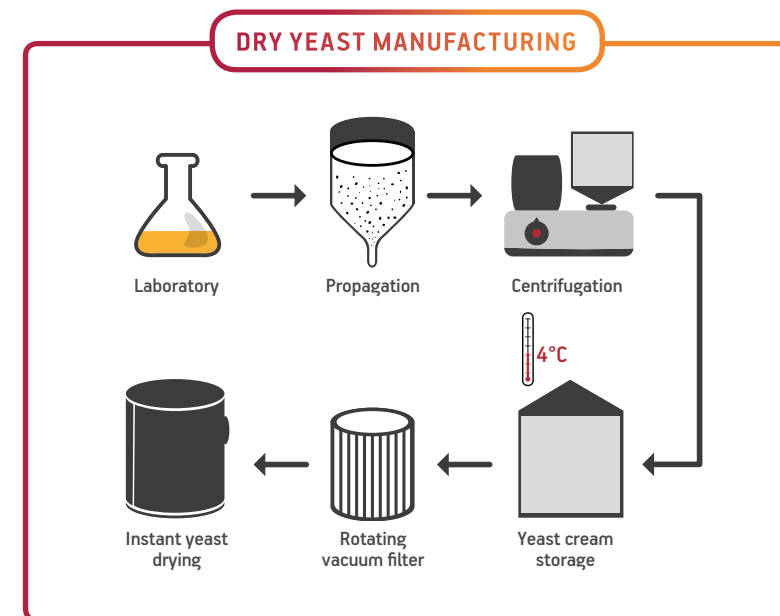 DRY YEAST MANUFACTURING
Laboratory
Propagation
Centrifugation
4°C
Instant yeast
drying
Rotating
vacuum filter
Yeast cream
storage